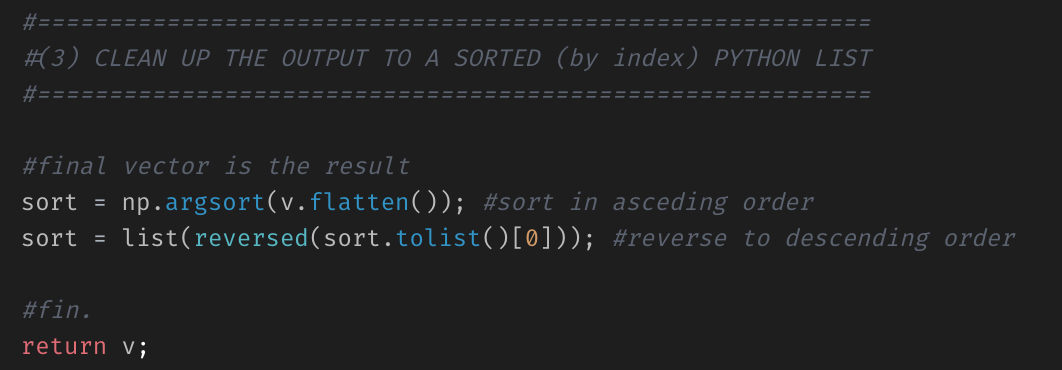 #==========================================================
#(3) CLEAN UP THE OUTPUT TO A SORTED (by index) PYTHON LIST
#==========================================================
#final vector is the result
sort = np.argsort(v.flatten()); #sort in asceding order
sort = list(reversed(sort.tolist()[0])); #reverse to descending order
#fin.
return v;